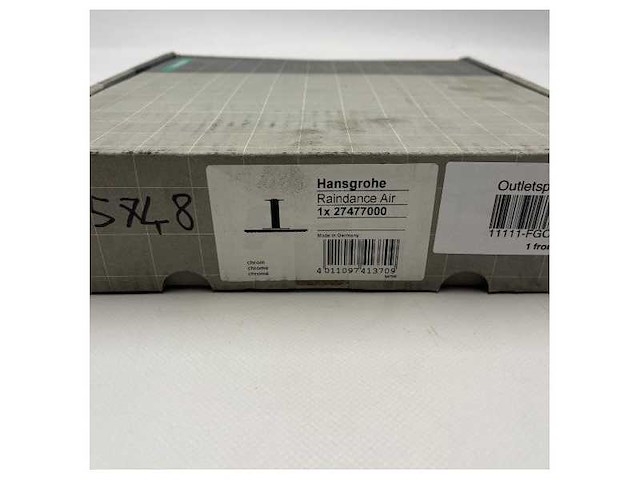 5748
Hansgrohe
Raindance Air
1x 27477000
Made in Germany
chrom
chrome
chromé
4 011097 413709
Outletsp
11111-FGC
1 fro